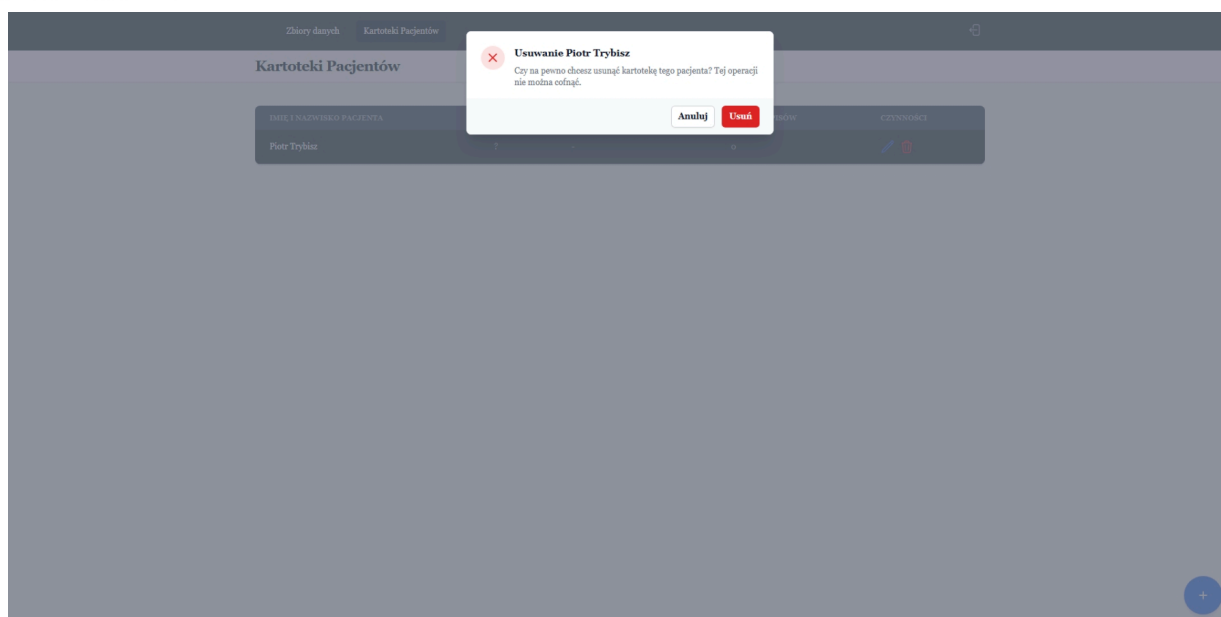 Zbiory danych Kartoteki Pacjentów
Usuwanie Piotr Trybisz
Czy na pewno chcesz usunąć kartotekę tego pacjenta? Tej operacji
nie można cofnąć.
Anuluj Usuń
Kartoteki Pacjentów
IMIĘ I NAZWISKO PACJENTA CZYNNOŚCI
Piotr Trybisz ? - 0
+